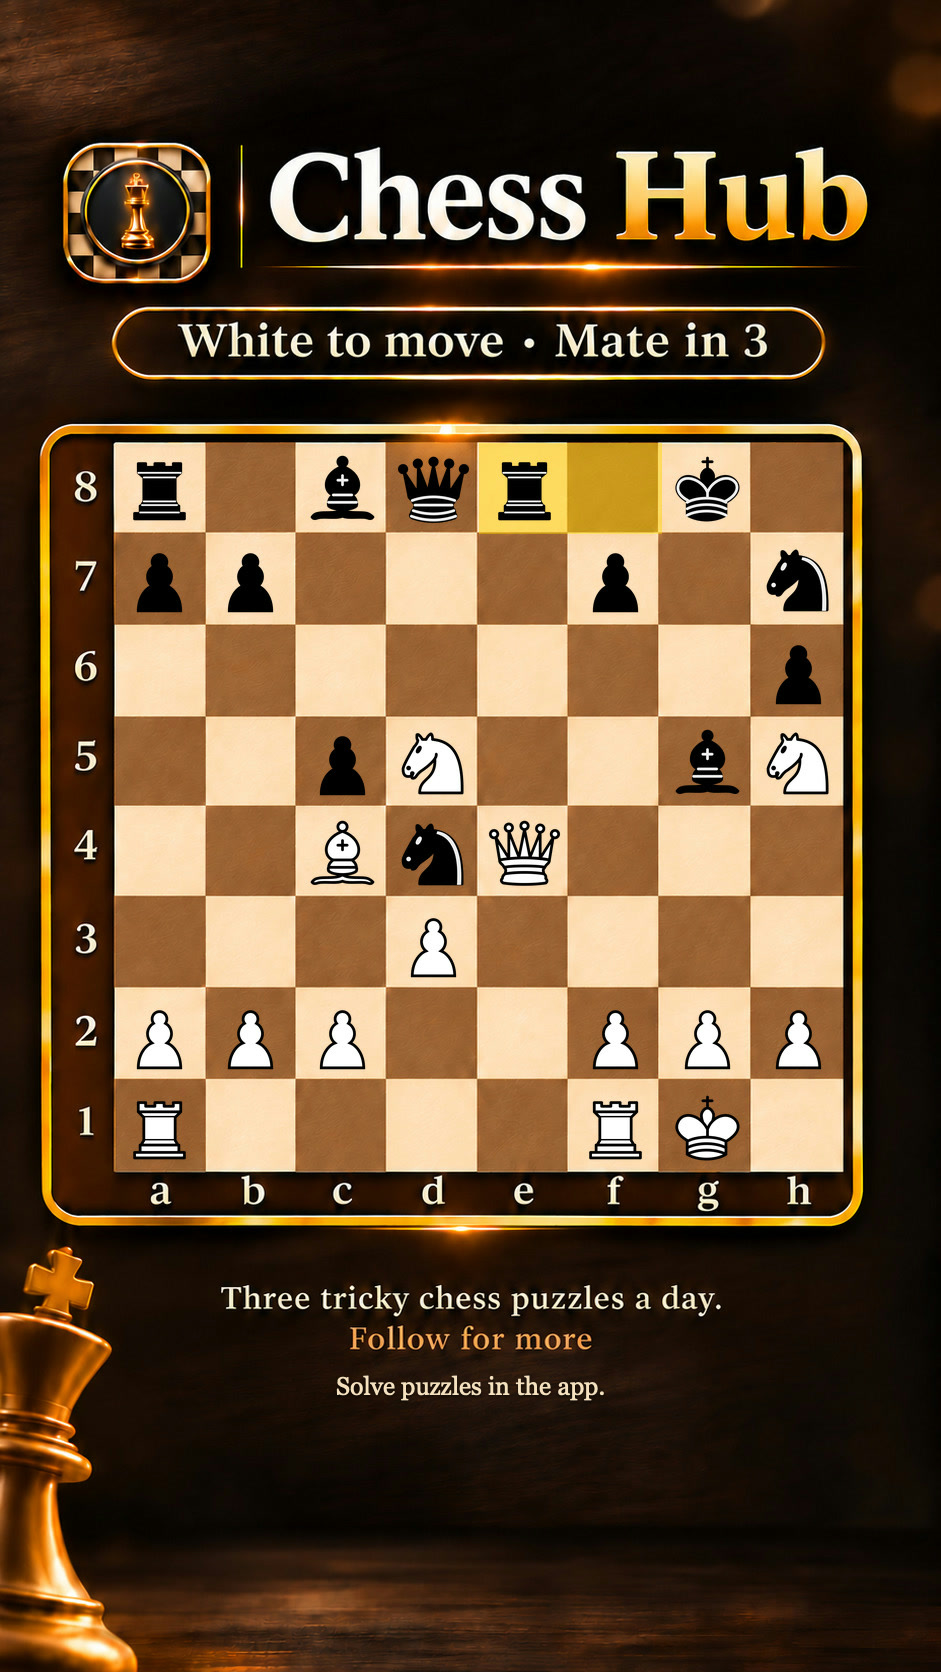 Chess Hub
White to move • Mate in 3
8
7
6
5
4
3
2
1
a b c d e f g h
Three tricky chess puzzles a day.
Follow for more
Solve puzzles in the app.